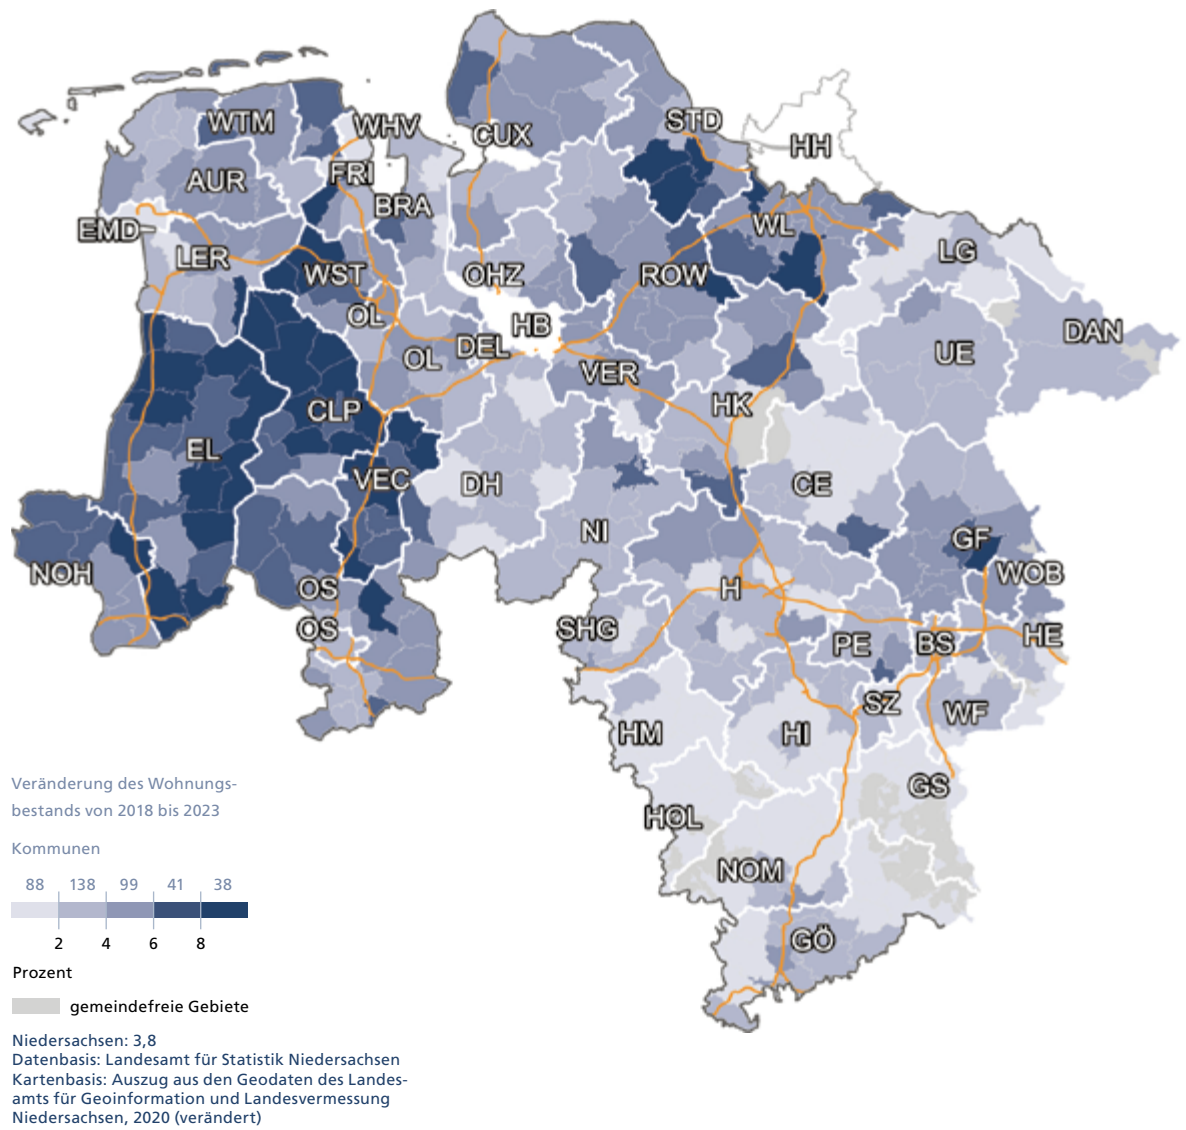 WTM
WHV
CUX
STD
HH
AUR
FRI
BRA
EMD
LER
WST
OHZ
ROW
WL
LG
OL
HB
DAN
OL
DEL
VER
UE
CLP
HK
EL
VEC
DH
CE
NI
GF
NOH
OS
H
WOB
OS
SHG
PE
BS
HE
SZ
WF
HM
HI
GS
HOL
NOM
GÖ
Veränderung des Wohnungs-
bestands von 2018 bis 2023
Kommunen
88 138 99 41 38
2 4 6 8
Prozent
gemeindefreie Gebiete
Niedersachsen: 3,8
Datenbasis: Landesamt für Statistik Niedersachsen
Kartenbasis: Auszug aus den Geodaten des Landes-
amts für Geoinformation und Landesvermessung
Niedersachsen, 2020 (verändert)